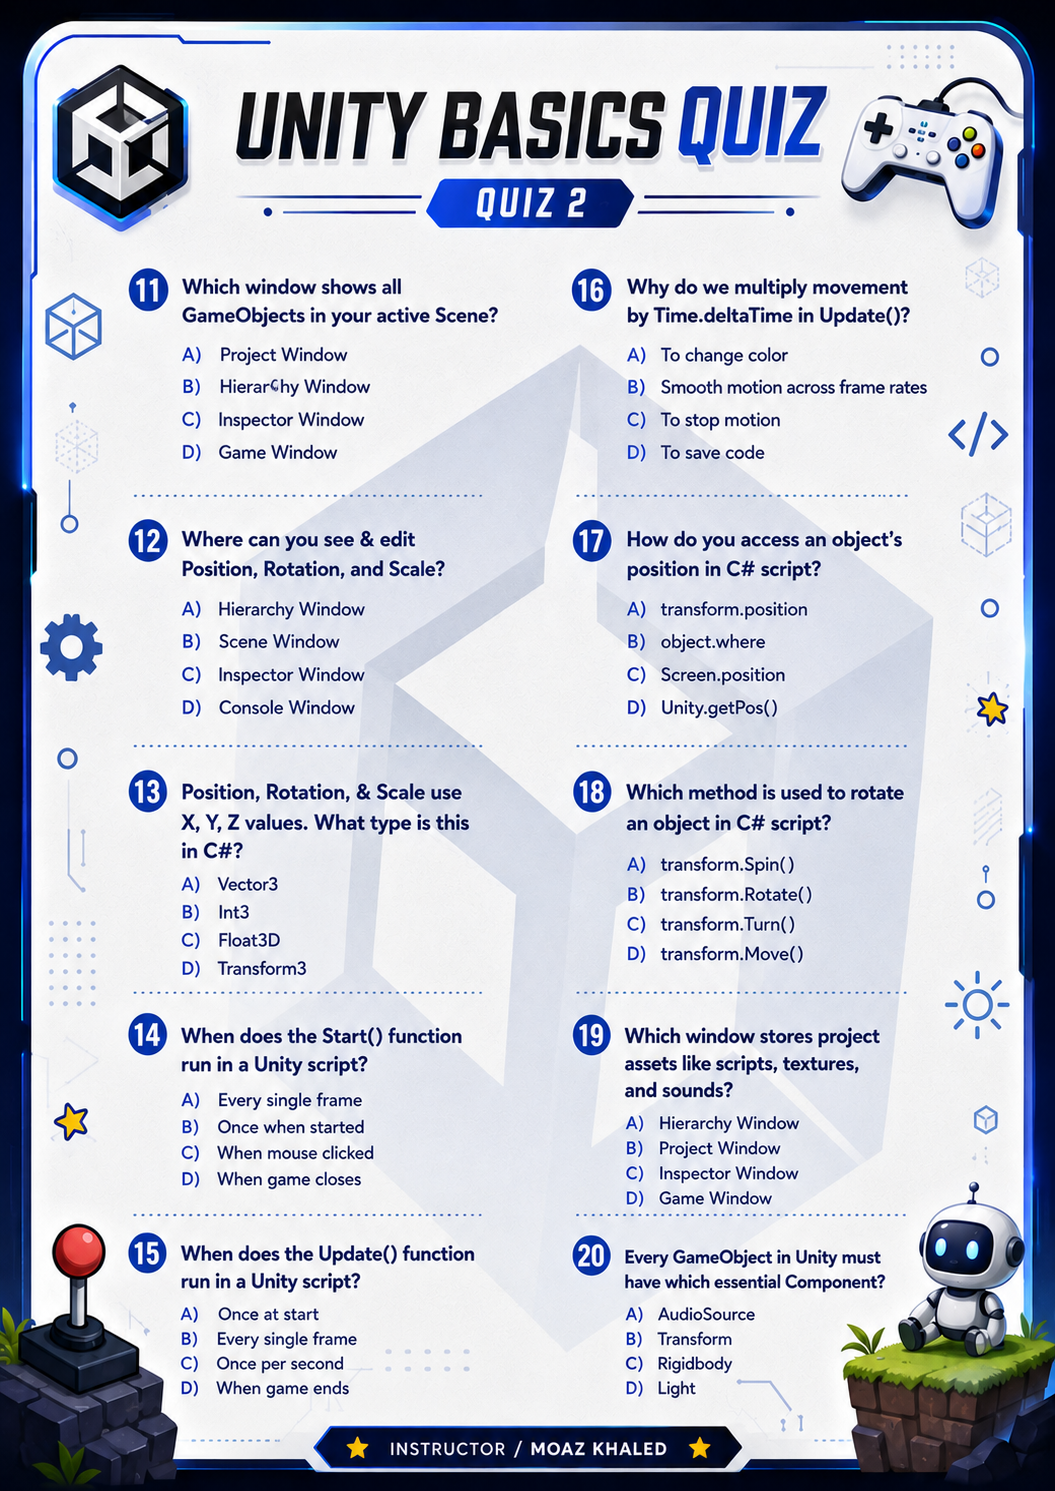 UNITY BASICS QUIZ
QUIZ 2
11 Which window shows all
GameObjects in your active Scene?
A) Project Window
B) Hierarchy Window
C) Inspector Window
D) Game Window
12 Where can you see & edit
Position, Rotation, and Scale?
A) Hierarchy Window
B) Scene Window
C) Inspector Window
D) Console Window
13 Position, Rotation, & Scale use
X, Y, Z values. What type is this
in C#?
A) Vector3
B) Int3
C) Float3D
D) Transform3
14 When does the Start() function
run in a Unity script?
A) Every single frame
B) Once when started
C) When mouse clicked
D) When game closes
15 When does the Update() function
run in a Unity script?
A) Once at start
B) Every single frame
C) Once per second
D) When game ends
16 Why do we multiply movement
by Time.deltaTime in Update()?
A) To change color
B) Smooth motion across frame rates
C) To stop motion
D) To save code
17 How do you access an object's
position in C# script?
A) transform.position
B) object.where
C) Screen.position
D) Unity.getPos()
18 Which method is used to rotate
an object in C# script?
A) transform.Spin()
B) transform.Rotate()
C) transform.Turn()
D) transform.Move()
19 Which window stores project
assets like scripts, textures,
and sounds?
A) Hierarchy Window
B) Project Window
C) Inspector Window
D) Game Window
20 Every GameObject in Unity must
have which essential Component?
A) AudioSource
B) Transform
C) Rigidbody
D) Light
INSTRUCTOR / MOAZ KHALED